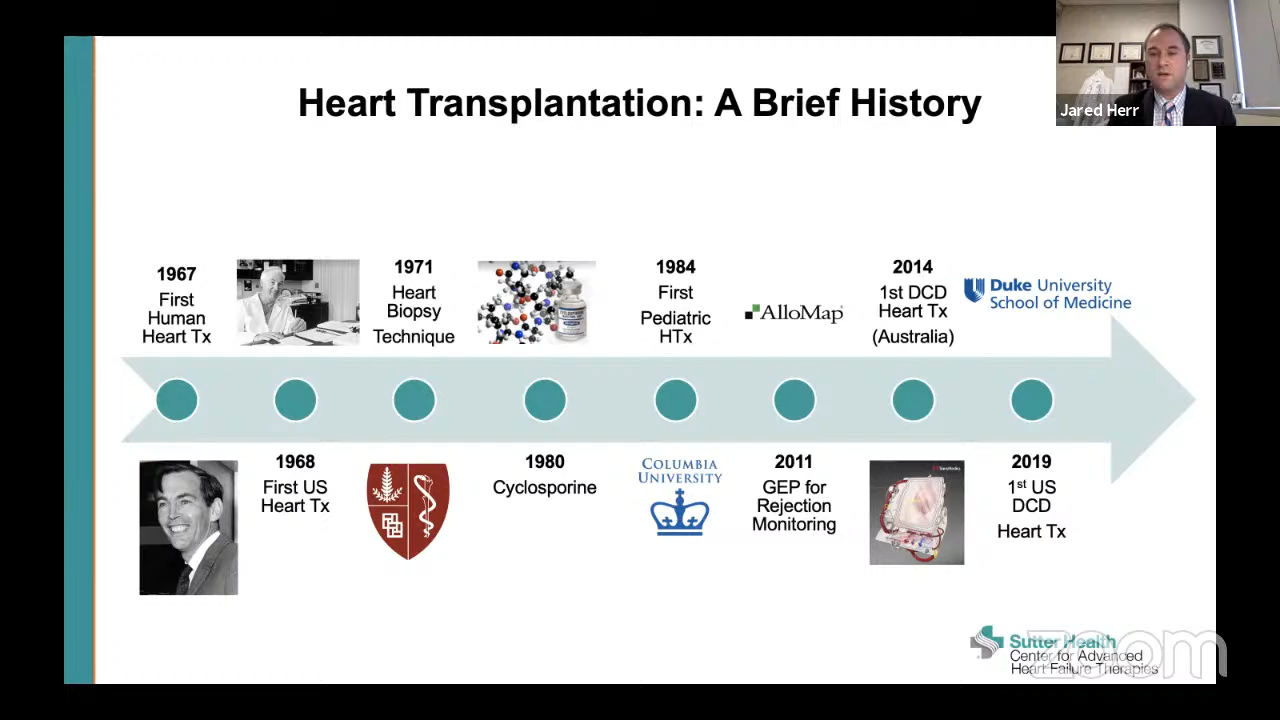 Heart Transplantation: A Brief History
Jared Herr
1967
First
Human
Heart Tx
1968
First US
Heart Tx
1971
Heart
Biopsy
Technique
1980
Cyclosporine
1984
First
Pediatric
HTx
COLUMBIA
UNIVERSITY
AlloMap
2011
GEP for
Rejection
Monitoring
2014
1st DCD
Heart Tx
(Australia)
Duke University
School of Medicine
2019
1st US
DCD
Heart Tx
Sutter Health
Center for Advanced
Heart Failure Therapies
zoom